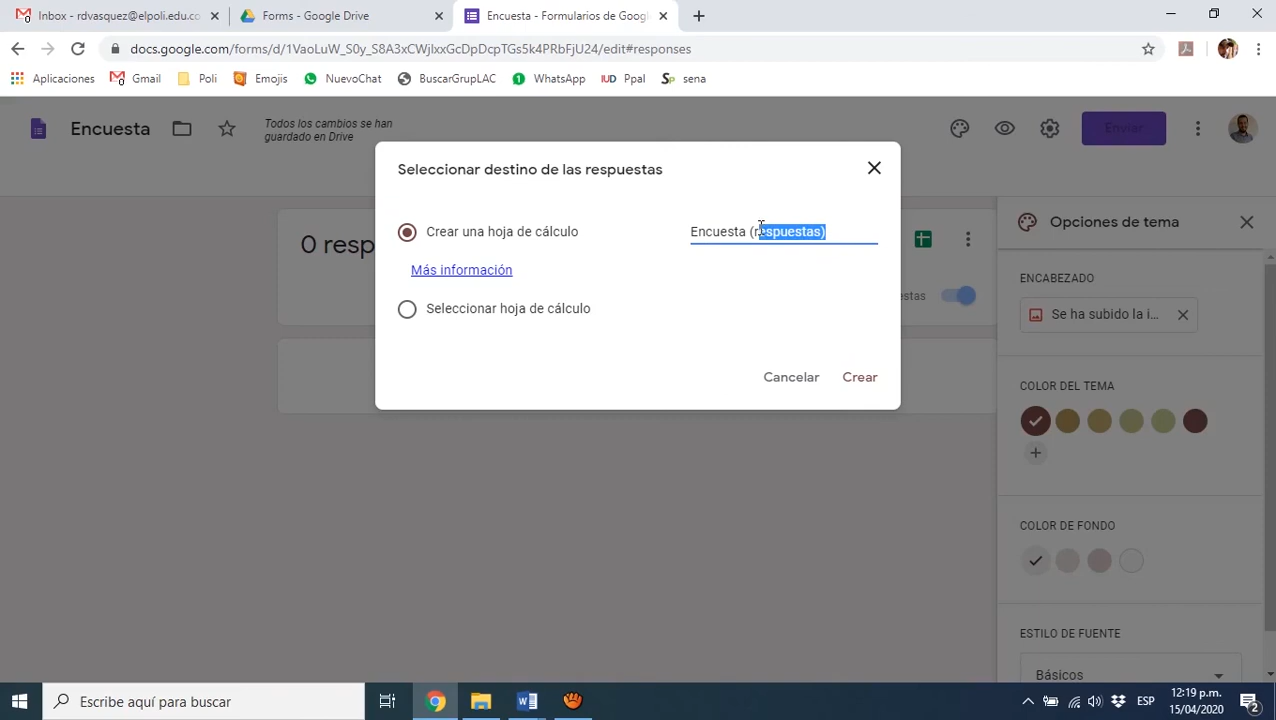 Inbox - rdvasquez@elpoli.edu.co
Forms - Google Drive
Encuesta - Formularios de Goog
docs.google.com/forms/d/1VaoLuW_S0y_S8A3xCWjlxxGcDpDcpTGs5k4PRbFjU24/edit#responses
Aplicaciones
Gmail
Poli
Emojis
NuevoChat
BuscarGrupLAC
WhatsApp
IUD Ppal
Sp sena
Encuesta
Todos los cambios se han
guardado en Drive
Enviar
Seleccionar destino de las respuestas
Crear una hoja de cálculo
Encuesta (respuestas)
Más información
Seleccionar hoja de cálculo
Cancelar
Crear
0 resp
estas
Opciones de tema
ENCABEZADO
Se ha subido la i...
COLOR DEL TEMA
COLOR DE FONDO
ESTILO DE FUENTE
Básicos
Escribe aquí para buscar
ESP
12:19 p.m.
15/04/2020
2